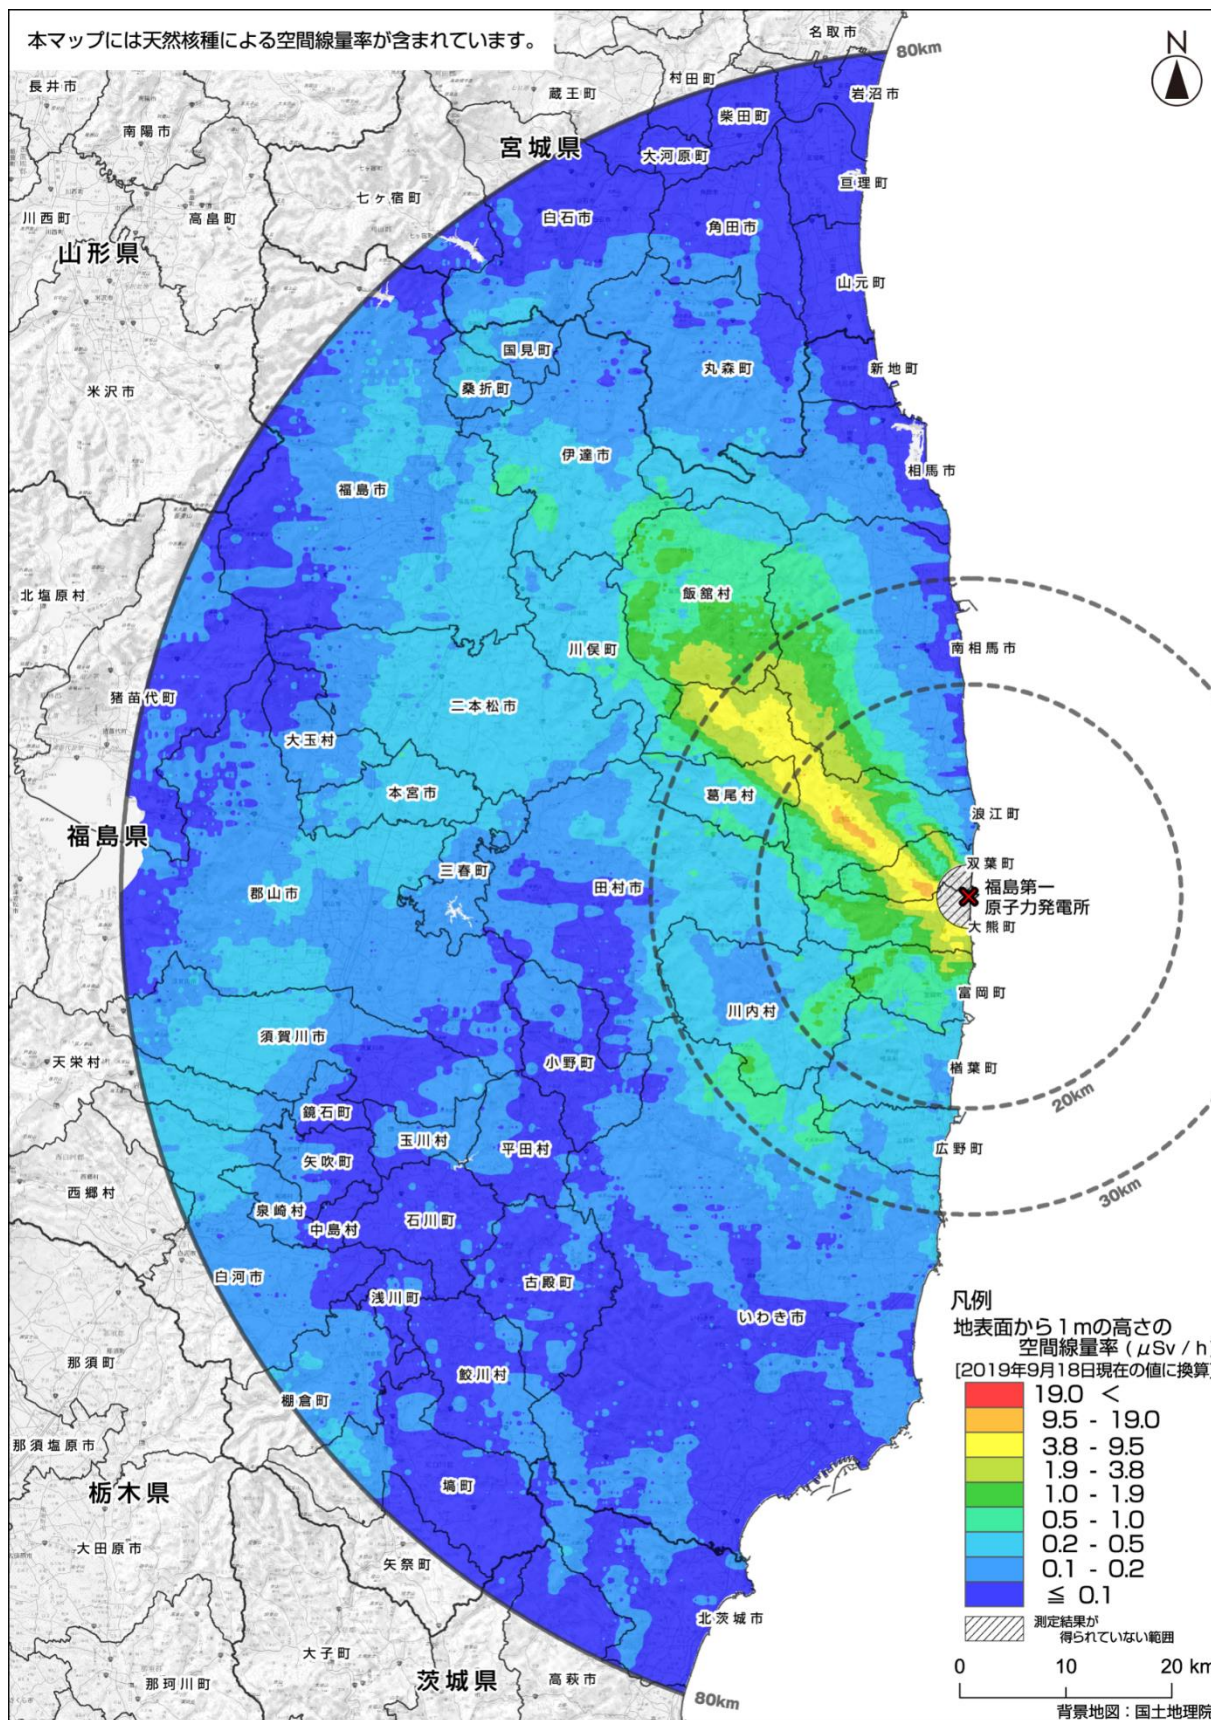 本マップには天然核種による空間線量率が含まれています。
名取市
80km
N
長井市
村田町
蔵王町
岩沼市
柴田町
南陽市
宮城県
大河原町
亘理町
七ヶ宿町
川西町
高畠町
白石市
角田市
山形県
山元町
国見町
丸森町
新地町
桑折町
米沢市
伊達市
相馬市
福島市
北塩原村
飯舘村
川俣町
南相馬市
猪苗代町
二本松市
大玉村
本宮市
葛尾村
浪江町
福島県
双葉町
三春町
田村市
郡山市
福島第一
原子力発電所
大熊町
富岡町
川内村
須賀川市
天栄村
小野町
楢葉町
20km
鏡石町
玉川村
平田村
広野町
矢吹町
西郷村
30km
泉崎村
中島村
石川町
白河市
古殿町
浅川町
いわき市
那須町
鮫川村
棚倉町
那須塩原市
塙町
栃木県
大田原市
矢祭町
北茨城市
大子町
茨城県
高萩市
那珂川町
80km
凡例
地表面から1mの高さの
空間線量率 (μSv / h)
[2019年9月18日現在の値に換算]
19.0 <
9.5 - 19.0
3.8 - 9.5
1.9 - 3.8
1.0 - 1.9
0.5 - 1.0
0.2 - 0.5
0.1 - 0.2
≦ 0.1
測定結果が
得られていない範囲
0 10 20 km
背景地図：国土地理院